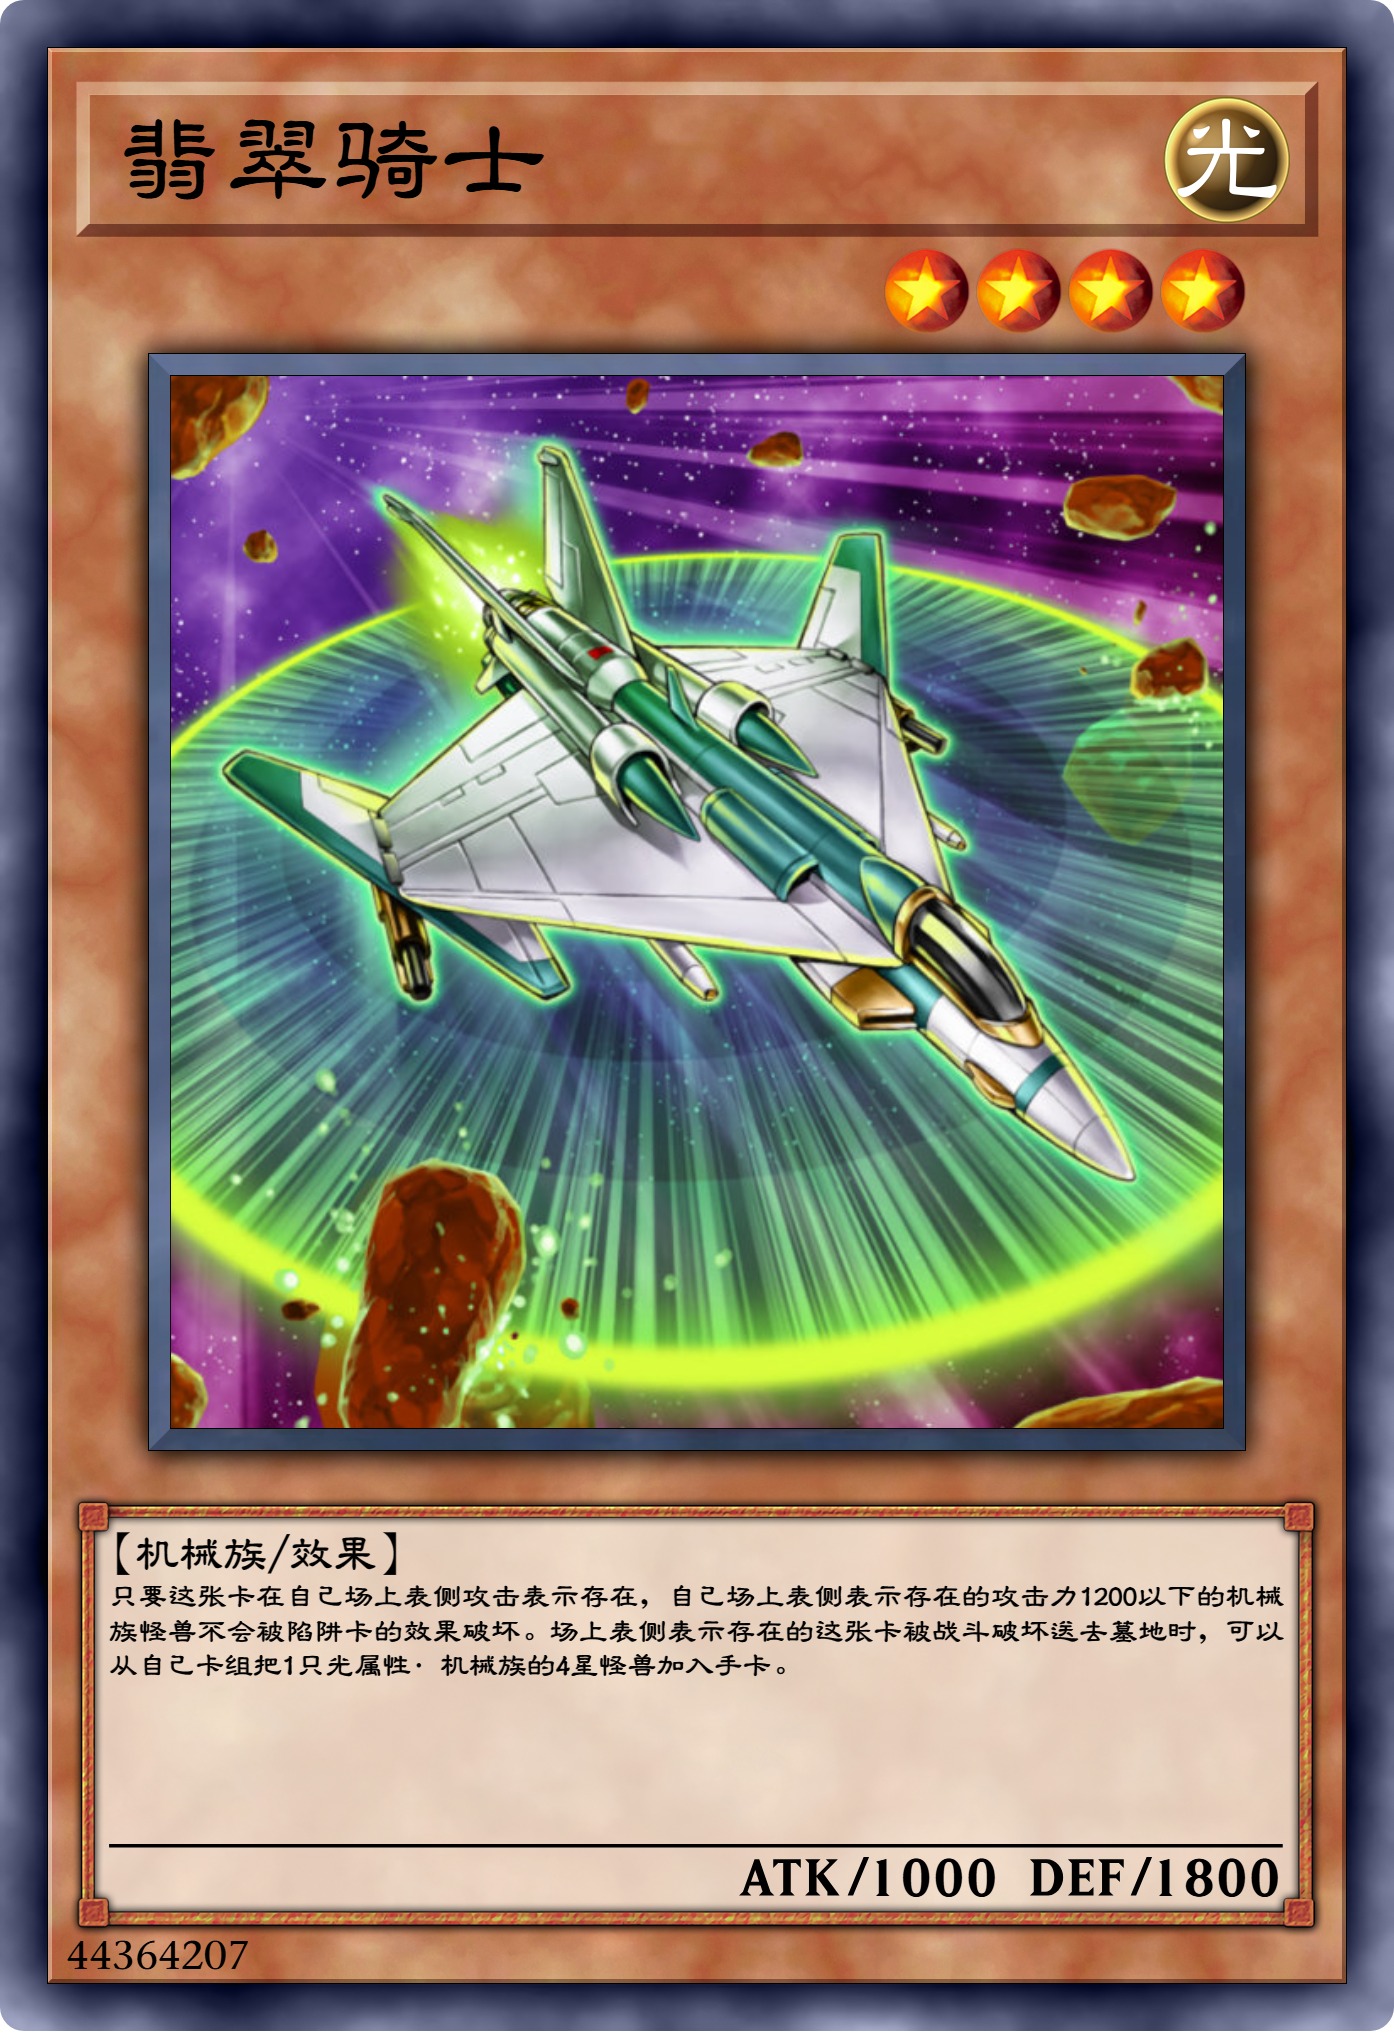 翡翠骑士
光
【机械族/效果】
只要这张卡在自己场上表侧攻击表示存在，自己场上表侧表示存在的攻击力1200以下的机械
族怪兽不会被陷阱卡的效果破坏。场上表侧表示存在的这张卡被战斗破坏送去墓地时，可以
从自己卡组把1只光属性·机械族的4星怪兽加入手卡。
ATK/1000 DEF/1800
44364207